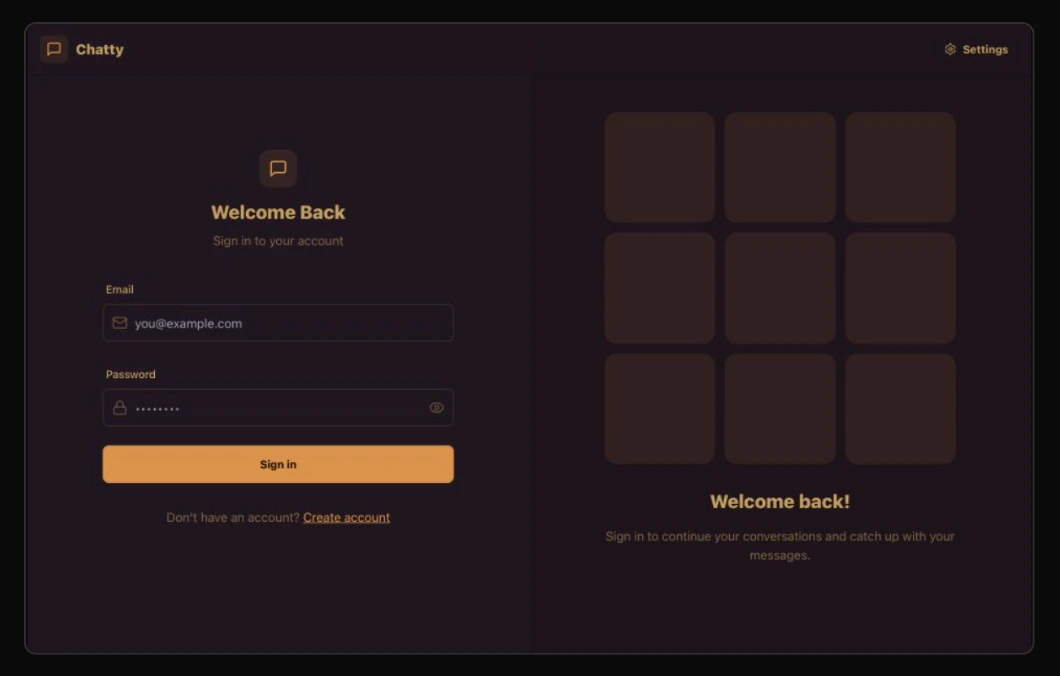 Chatty
Settings
Welcome Back
Sign in to your account
Email
you@example.com
Password
••••••••
Sign in
Don't have an account? Create account
Welcome back!
Sign in to continue your conversations and catch up with your
messages.